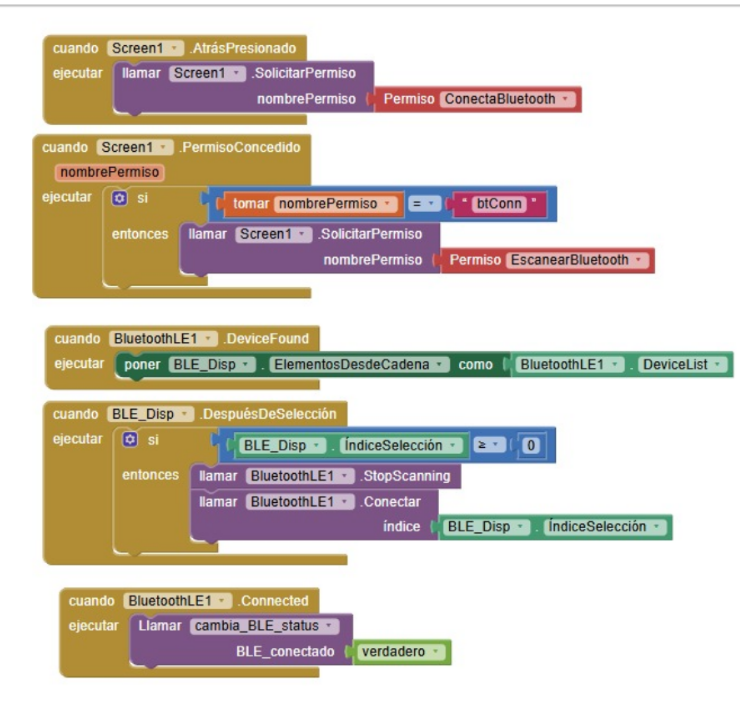 cuando Screen1 .AtrásPresionado
ejecutar llamar Screen1 .SolicitarPermiso
nombrePermiso Permiso ConectaBluetooth
cuando Screen1 .PermisoConcedido
nombrePermiso
ejecutar si tomar nombrePermiso = " btConn "
entonces llamar Screen1 .SolicitarPermiso
nombrePermiso Permiso EscanearBluetooth
cuando BluetoothLE1 .DeviceFound
ejecutar poner BLE_Disp . ElementosDesdeCadena como BluetoothLE1 . DeviceList
cuando BLE_Disp .DespuésDeSelección
ejecutar si BLE_Disp . ÍndiceSelección ≥ 0
entonces llamar BluetoothLE1 .StopScanning
llamar BluetoothLE1 .Conectar
índice BLE_Disp . ÍndiceSelección
cuando BluetoothLE1 .Connected
ejecutar Llamar cambia_BLE_status
BLE_conectado verdadero